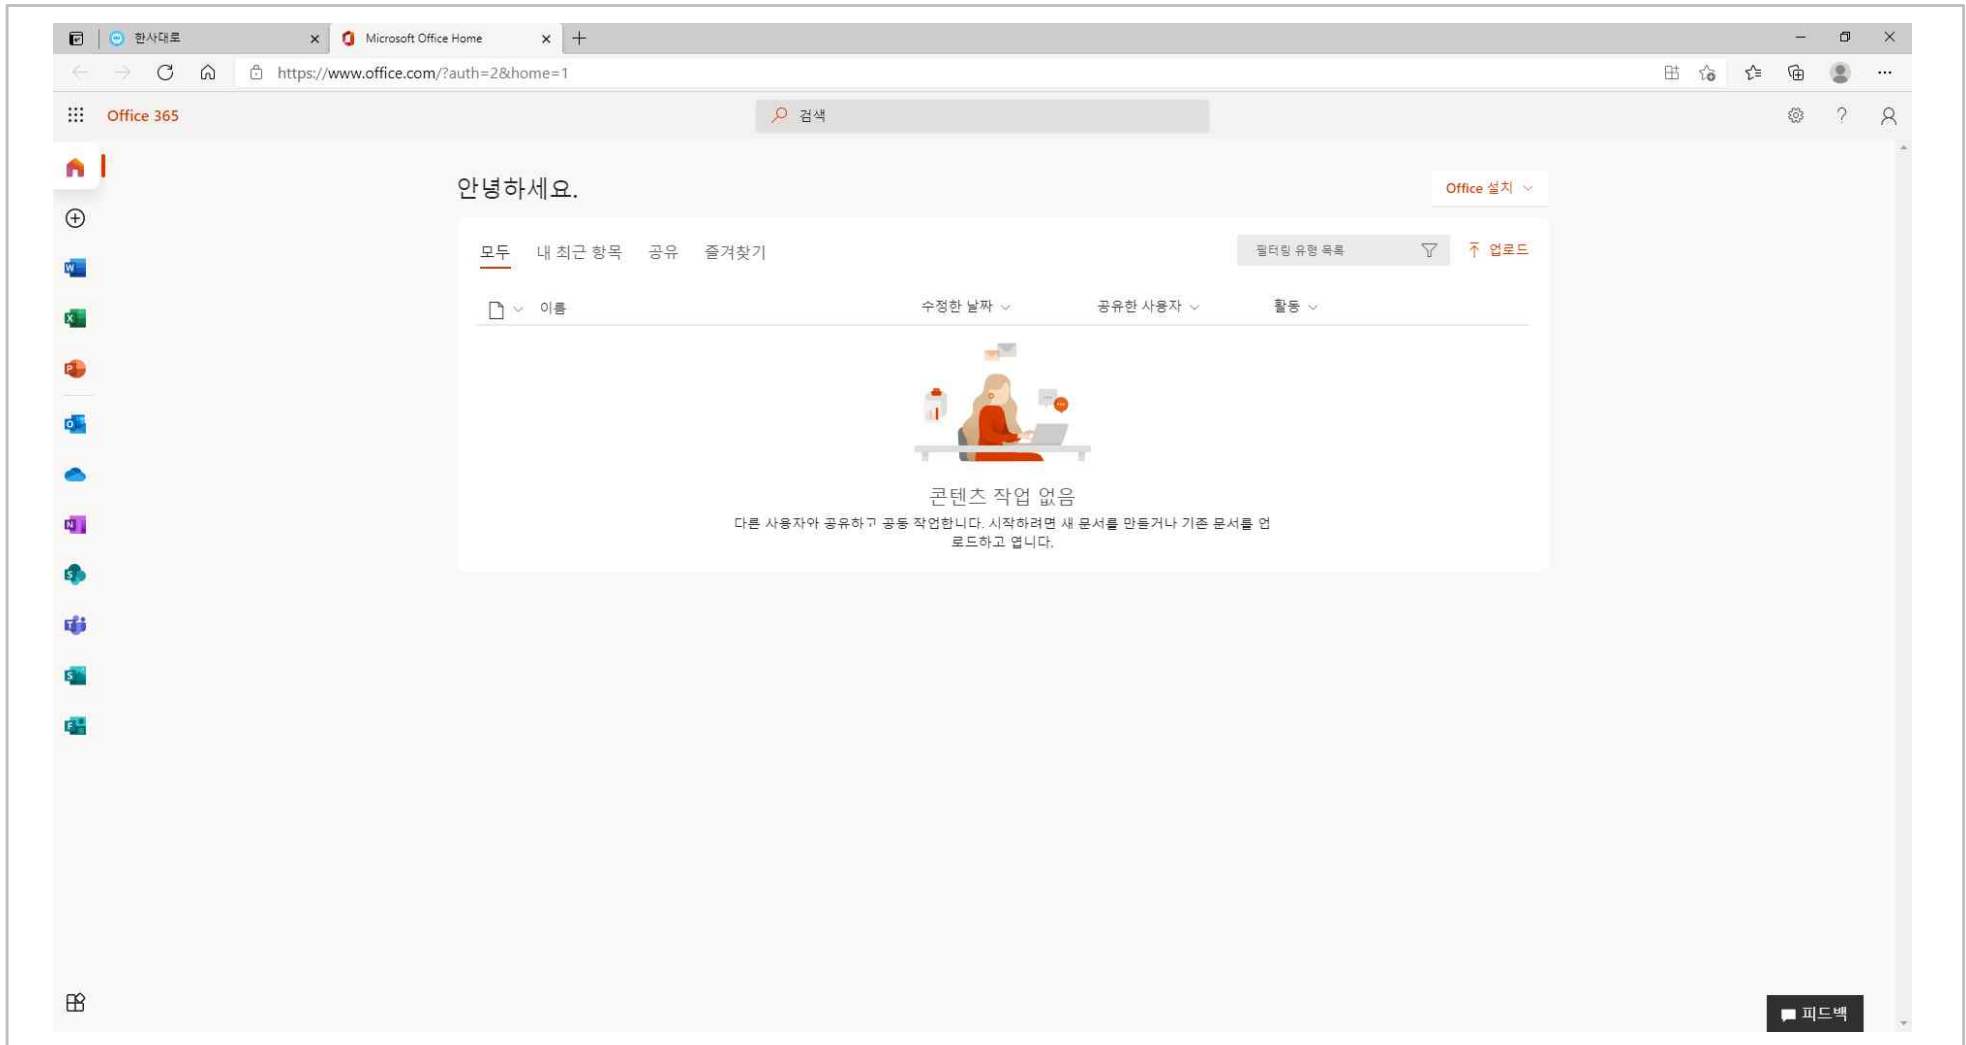 한사대로
Microsoft Office Home
https://www.office.com/?auth=2&home=1
Office 365
검색
안녕하세요.
Office 설치
모두 내 최근 항목 공유 즐겨찾기
필터링 유형 목록
업로드
이름 수정한 날짜 공유한 사용자 활동
콘텐츠 작업 없음
다른 사용자와 공유하고 공동 작업합니다. 시작하려면 새 문서를 만들거나 기존 문서를 언
로드하고 엽니다.
피드백